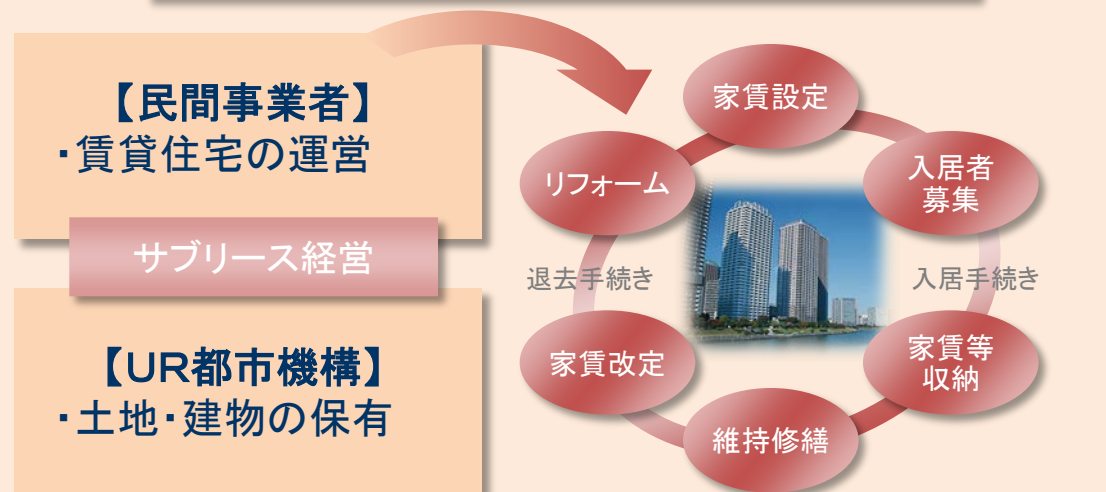 【民間事業者】
・賃貸住宅の運営
サブリース経営
【UR都市機構】
・土地・建物の保有
家賃設定
入居者
募集
入居手続き
家賃等
収納
維持修繕
家賃改定
退去手続き
リフォーム